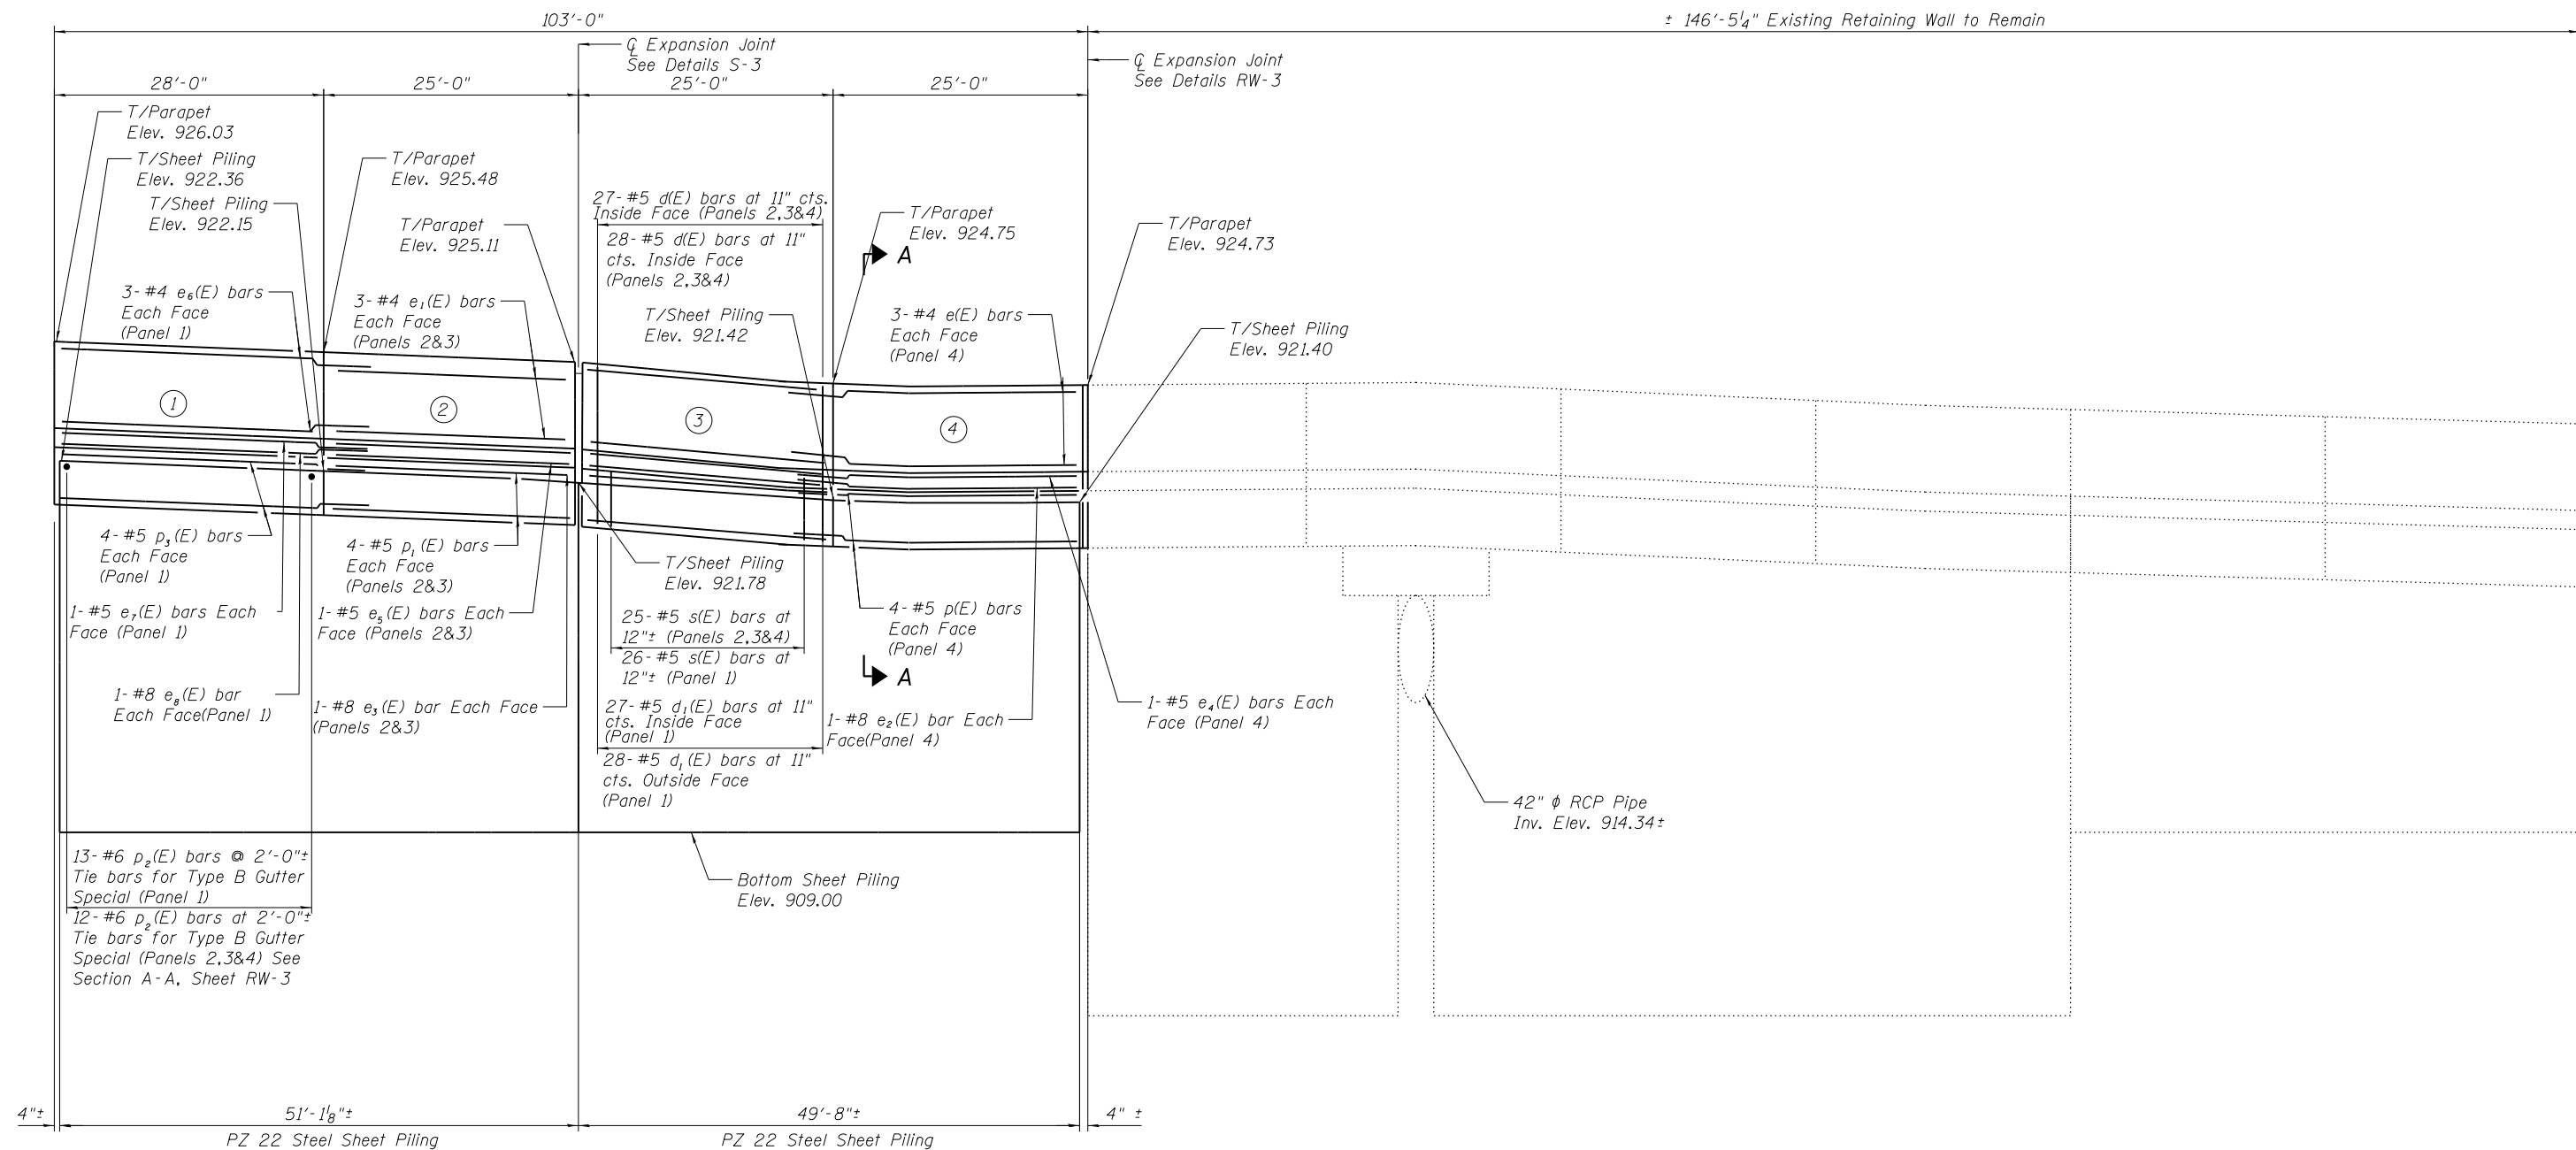 103'-0"
± 146'-5¼" Existing Retaining Wall to Remain
℄ Expansion Joint
See Details S-3
℄ Expansion Joint
See Details RW-3
28'-0"
25'-0"
25'-0"
25'-0"
T/Parapet
Elev. 926.03
T/Sheet Piling
Elev. 922.36
T/Sheet Piling
Elev. 922.15
T/Parapet
Elev. 925.48
T/Parapet
Elev. 925.11
27-#5 d(E) bars at 11" cts.
Inside Face (Panels 2,3&4)
28-#5 d(E) bars at 11"
cts. Inside Face
(Panels 2,3&4)
T/Parapet
Elev. 924.75
A
T/Parapet
Elev. 924.73
3-#4 e₆(E) bars
Each Face
(Panel 1)
3-#4 e₁(E) bars
Each Face
(Panels 2&3)
T/Sheet Piling
Elev. 921.42
3-#4 e(E) bars
Each Face
(Panel 4)
T/Sheet Piling
Elev. 921.40
1
2
3
4
4-#5 p₃(E) bars
Each Face
(Panel 1)
4-#5 p₁(E) bars
Each Face
(Panels 2&3)
T/Sheet Piling
Elev. 921.78
1-#5 e₇(E) bars Each
Face (Panel 1)
1-#5 e₅(E) bars Each
Face (Panels 2&3)
25-#5 s(E) bars at
12"± (Panels 2,3&4)
26-#5 s(E) bars at
12"± (Panel 1)
4-#5 p(E) bars
Each Face
(Panel 4)
A
1-#8 e₈(E) bar
Each Face(Panel 1)
1-#8 e₃(E) bar Each Face
(Panels 2&3)
27-#5 d₁(E) bars at 11"
cts. Inside Face
(Panel 1)
28-#5 d₁(E) bars at 11"
cts. Outside Face
(Panel 1)
1-#8 e₂(E) bar Each
Face(Panel 4)
1-#5 e₄(E) bars Each
Face (Panel 4)
42" ϕ RCP Pipe
Inv. Elev. 914.34±
13-#6 p₂(E) bars @ 2'-0"±
Tie bars for Type B Gutter
Special (Panel 1)
12-#6 p₂(E) bars at 2'-0"±
Tie bars for Type B Gutter
Special (Panels 2,3&4) See
Section A-A, Sheet RW-3
Bottom Sheet Piling
Elev. 909.00
4"±
51'-1⅛"±
49'-8"±
4" ±
PZ 22 Steel Sheet Piling
PZ 22 Steel Sheet Piling